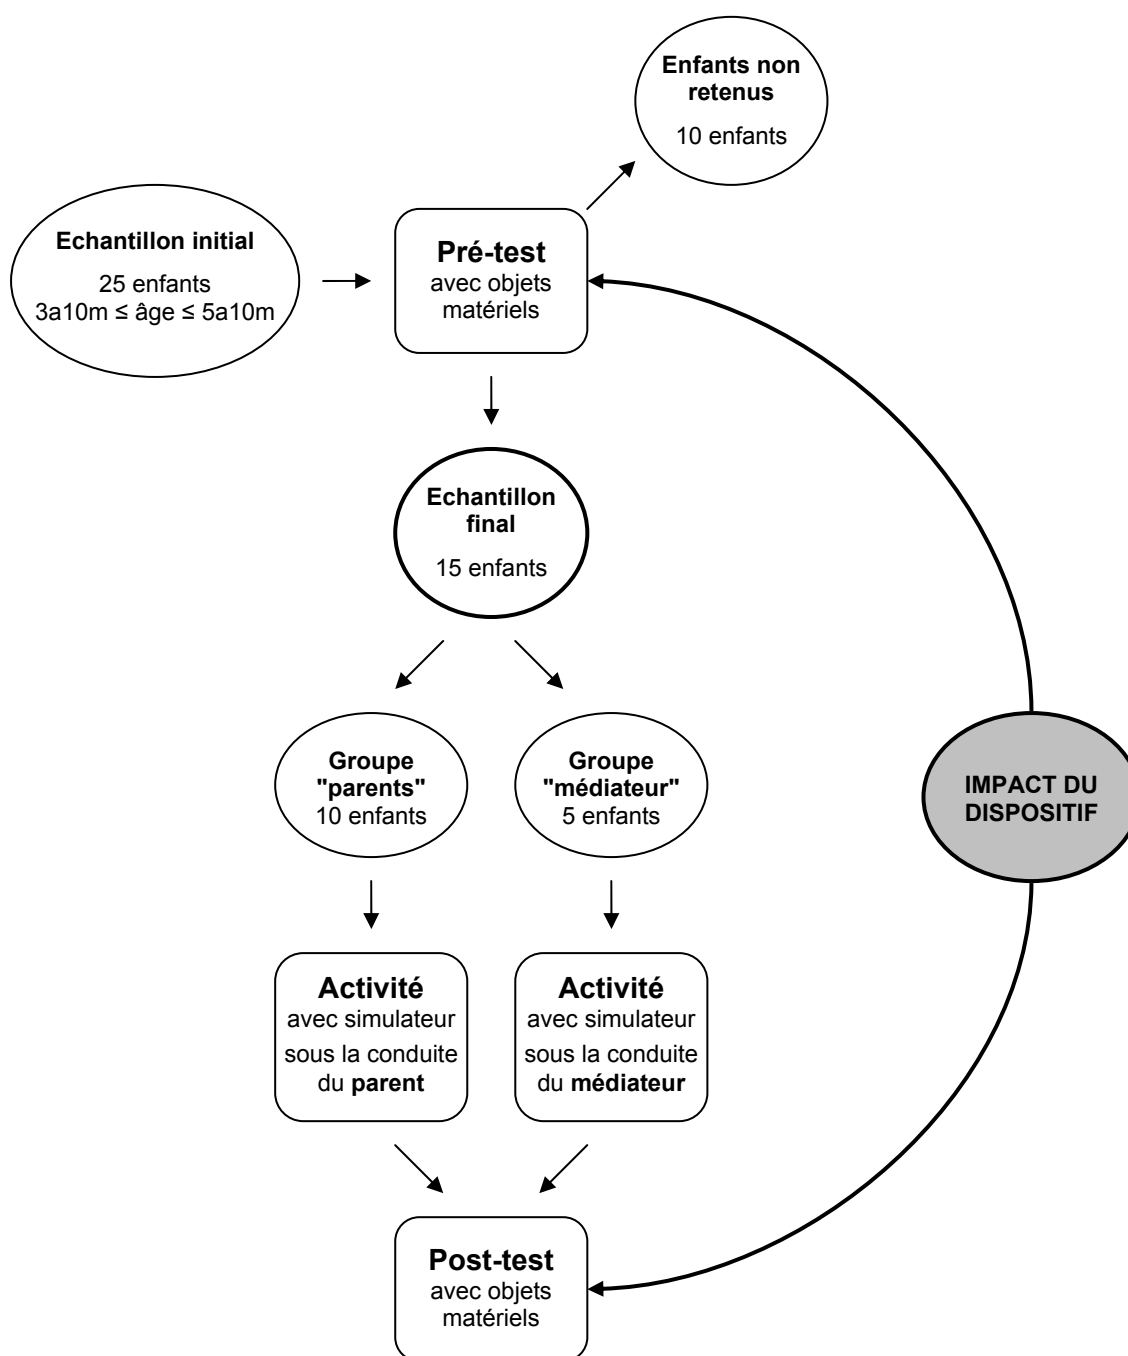 Enfants non
retenus
10 enfants
Echantillon initial
25 enfants
3a10m ≤ âge ≤ 5a10m
Pré-test
avec objets
matériels
Echantillon
final
15 enfants
Groupe
"parents"
10 enfants
Groupe
"médiateur"
5 enfants
IMPACT DU
DISPOSITIF
Activité
avec simulateur
sous la conduite
du parent
Activité
avec simulateur
sous la conduite
du médiateur
Post-test
avec objets
matériels